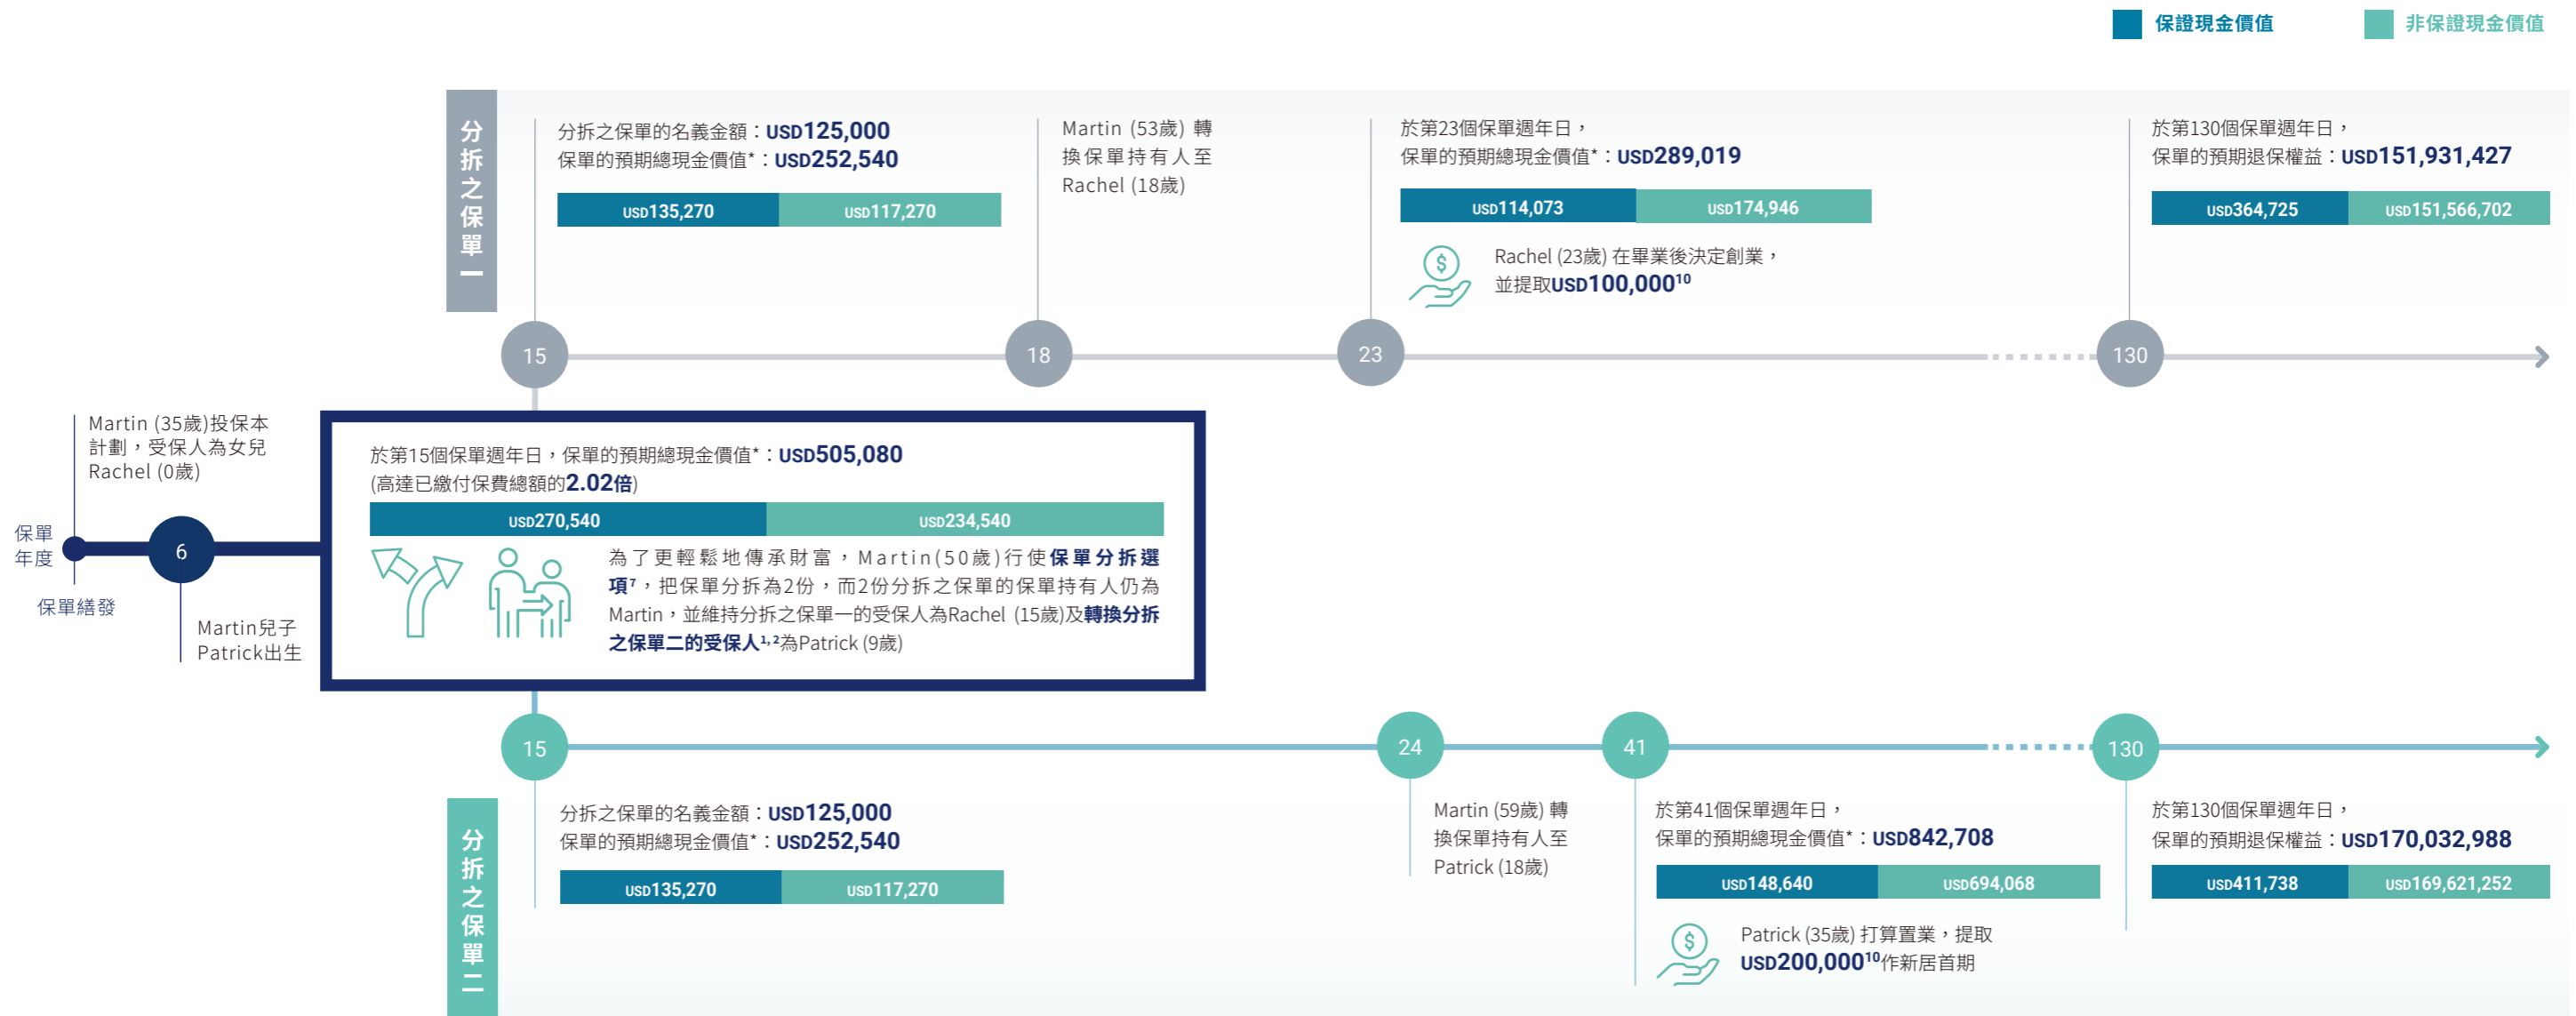 保證現金價值
非保證現金價值
分拆之保單一
分拆之保單的名義金額：USD125,000
保單的預期總現金價值*：USD252,540
USD135,270
USD117,270
Martin (53歲) 轉
換保單持有人至
Rachel (18歲)
於第23個保單週年日，
保單的預期總現金價值*：USD289,019
USD114,073
USD174,946
Rachel (23歲) 在畢業後決定創業，
並提取USD100,000¹⁰
於第130個保單週年日，
保單的預期退保權益：USD151,931,427
USD364,725
USD151,566,702
15
18
23
130
Martin (35歲)投保本
計劃，受保人為女兒
Rachel (0歲)
保單
年度
6
保單繕發
Martin兒子
Patrick出生
於第15個保單週年日，保單的預期總現金價值*：USD505,080
(高達已繳付保費總額的2.02倍)
USD270,540
USD234,540
為了更輕鬆地傳承財富，Martin(50歲)行使保單分拆選
項⁷，把保單分拆為2份，而2份分拆之保單的保單持有人仍為
Martin，並維持分拆之保單一的受保人為Rachel (15歲)及轉換分拆
之保單二的受保人¹,²為Patrick (9歲)
15
24
41
130
分拆之保單二
分拆之保單的名義金額：USD125,000
保單的預期總現金價值*：USD252,540
USD135,270
USD117,270
Martin (59歲) 轉
換保單持有人至
Patrick (18歲)
於第41個保單週年日，
保單的預期總現金價值*：USD842,708
USD148,640
USD694,068
Patrick (35歲) 打算置業，提取
USD200,000¹⁰作新居首期
於第130個保單週年日，
保單的預期退保權益：USD170,032,988
USD411,738
USD169,621,252